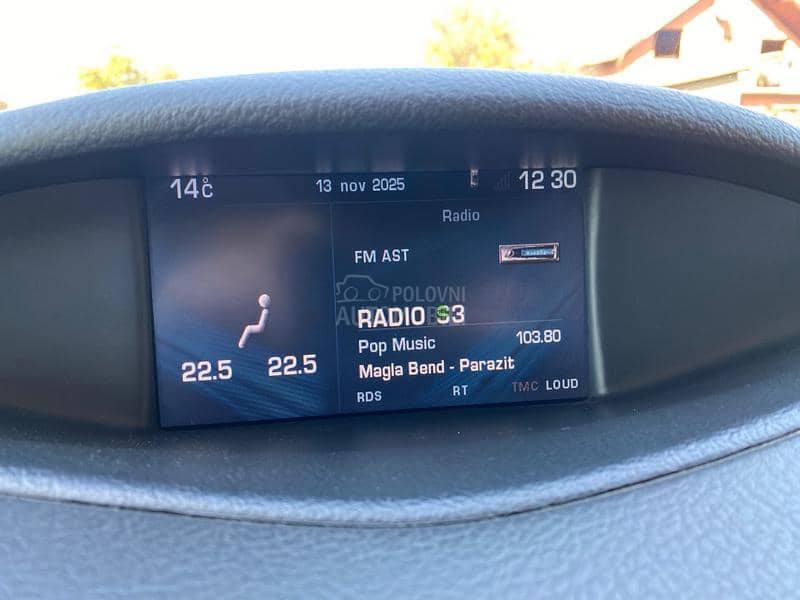 14°C
13 nov 2025
12 30
Radio
FM AST
POLOVNI
RADIO S3
Pop Music
103.80
Magla Bend - Parazit
22.5
22.5
RDS
RT
TMC
LOUD